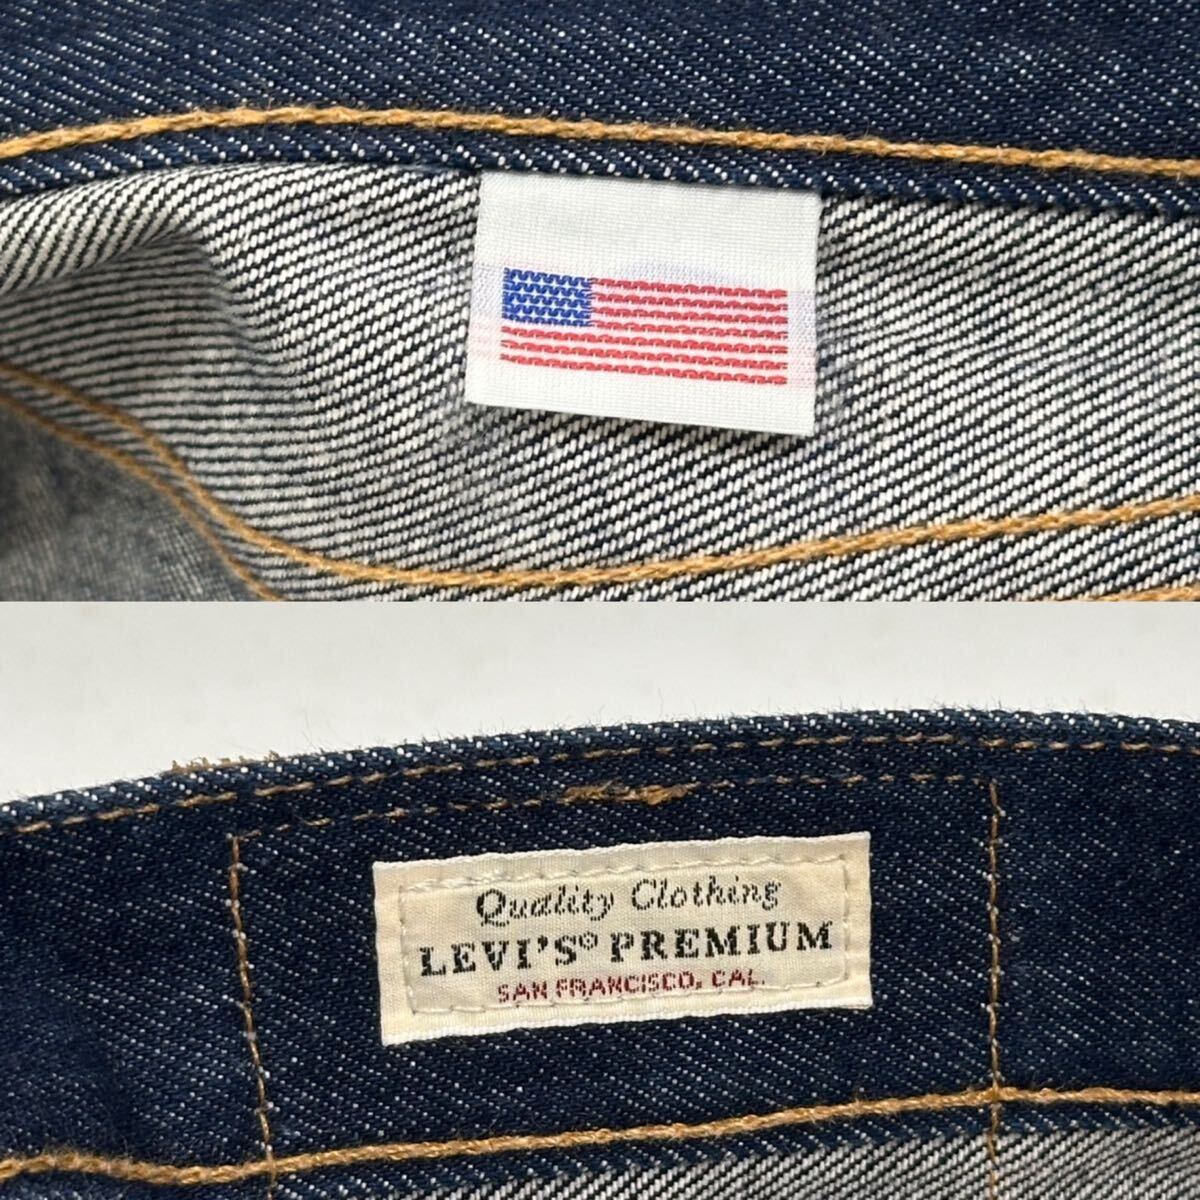 Quality Clothing
LEVI'S® PREMIUM
SAN FRANCISCO, CAL.